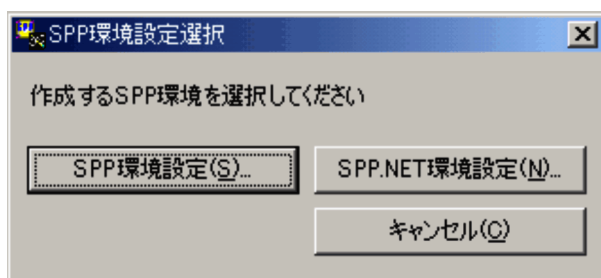 SPP環境設定選択
作成するSPP環境を選択してください
SPP環境設定(S)...
SPP.NET環境設定(N)...
キャンセル(C)